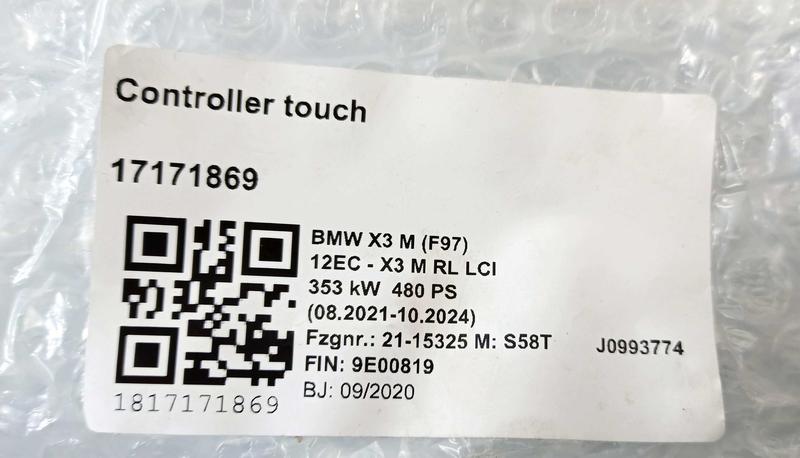 Controller touch
17171869
BMW X3 M (F97)
12EC - X3 M RL LCI
353 kW 480 PS
(08.2021-10.2024)
Fzgnr.: 21-15325 M: S58T
J0993774
FIN: 9E00819
BJ: 09/2020
1817171869